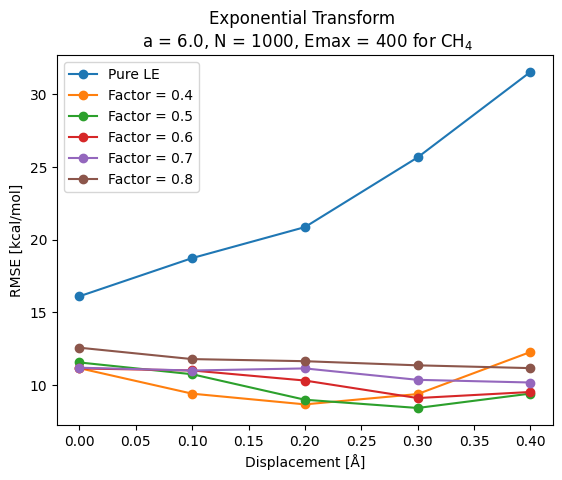 Exponential Transform
a = 6.0, N = 1000, Emax = 400 for CH₄
Pure LE
Factor = 0.4
Factor = 0.5
Factor = 0.6
Factor = 0.7
Factor = 0.8
RMSE [kcal/mol]
30
25
20
15
10
0.00 0.05 0.10 0.15 0.20 0.25 0.30 0.35 0.40
Displacement [Å]